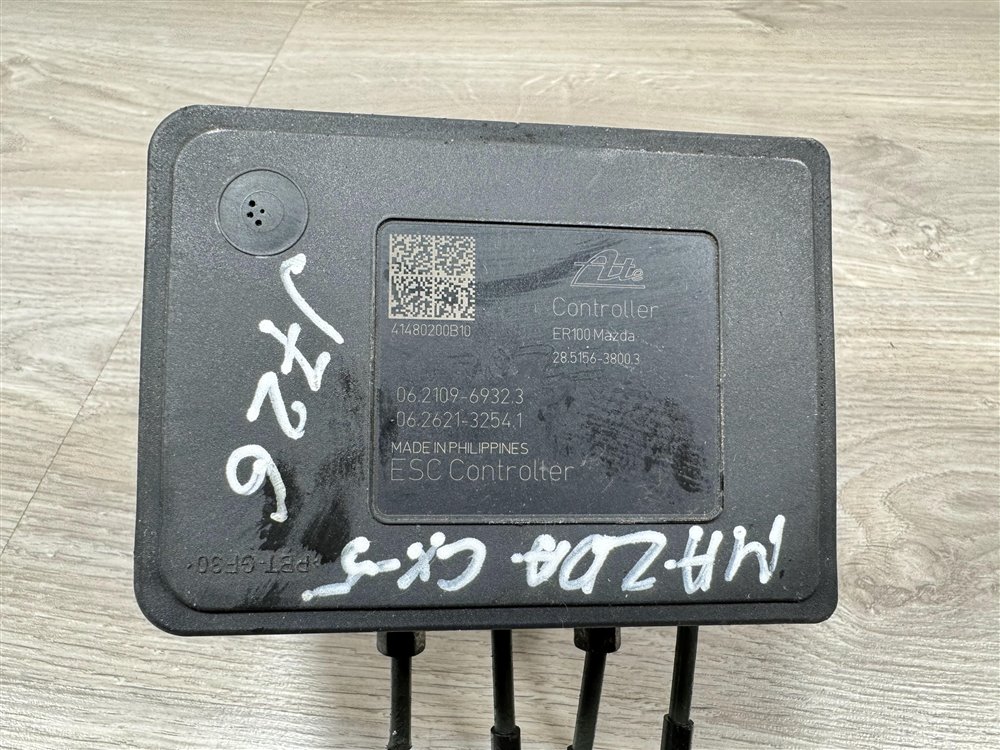 Ate
41480200B10
Controller
ER100 Mazda
28.5156-3800.3
06.2109-6932.3
06.2621-3254.1
MADE IN PHILIPPINES
ESC Controller
1726
MAZDA CX-5
>PBT-GF30<